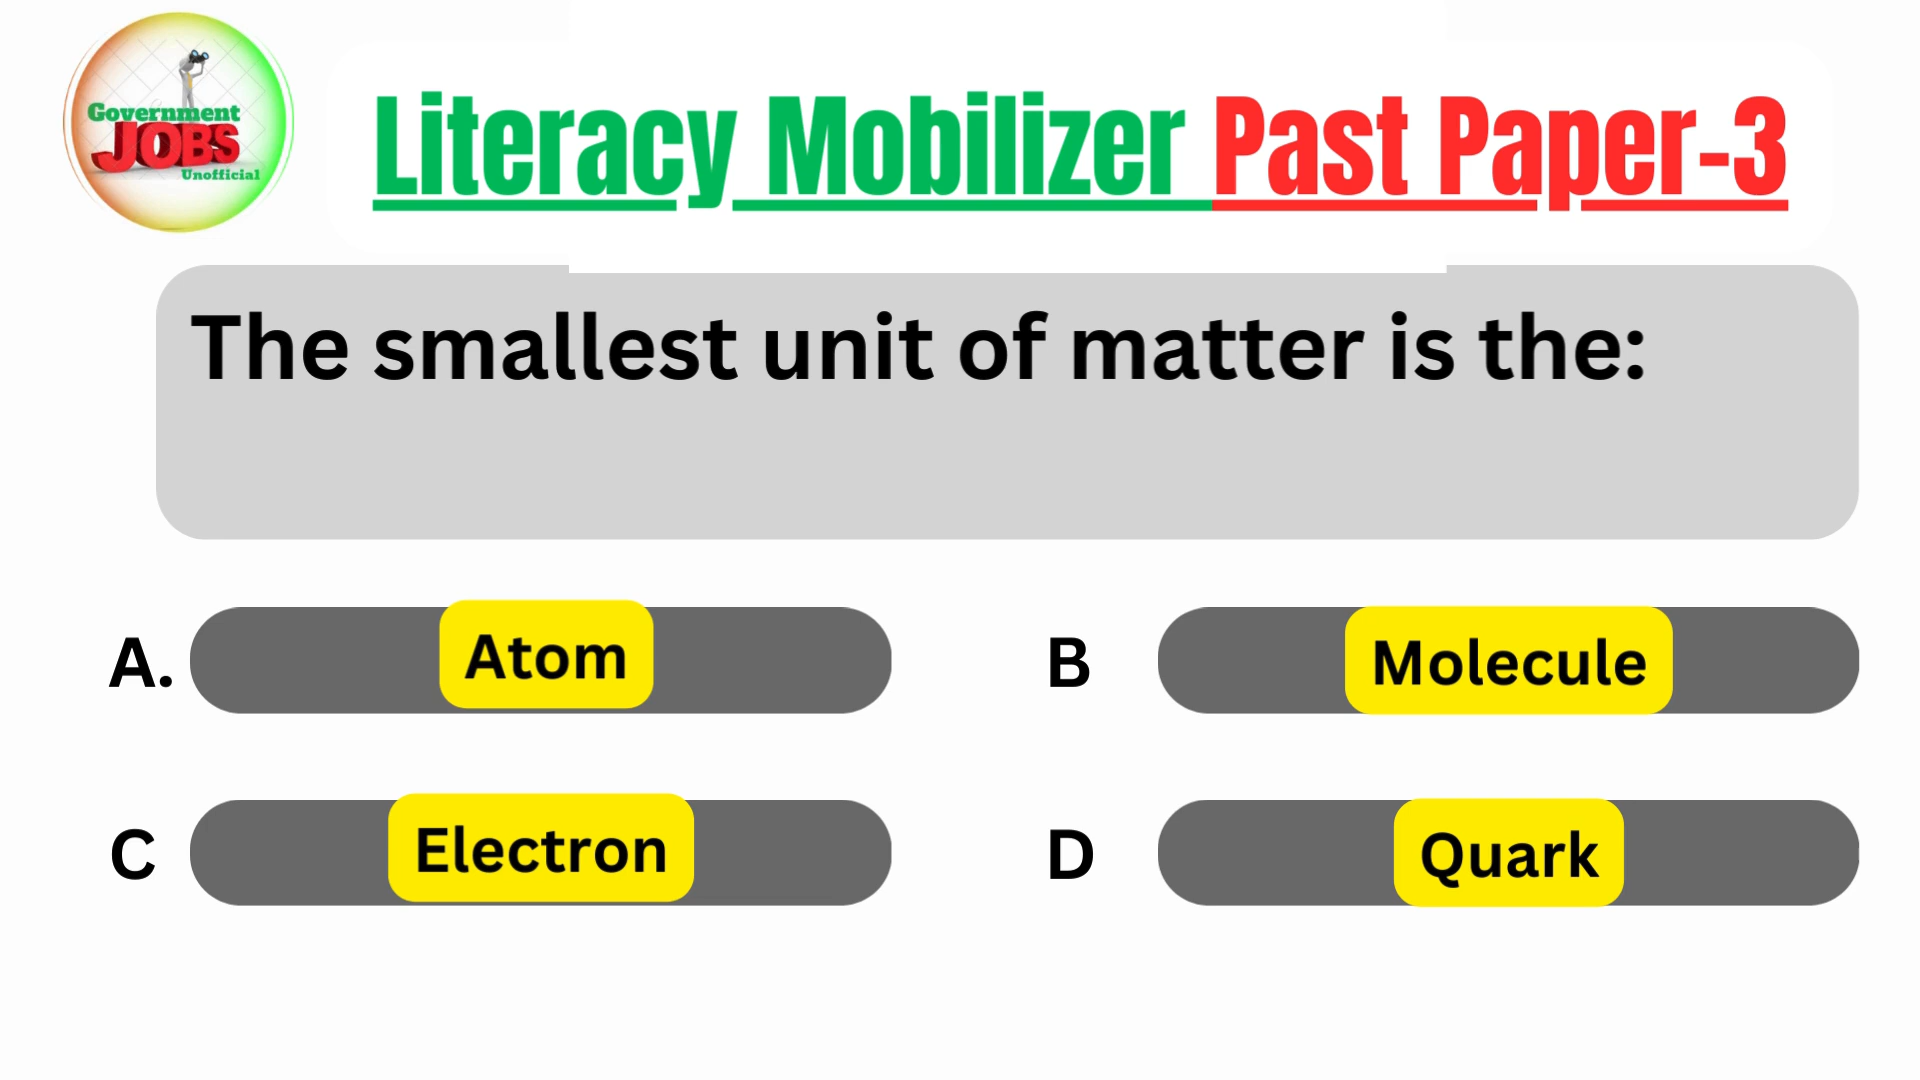 Government
JOBS
Unofficial
Literacy Mobilizer Past Paper-3
The smallest unit of matter is the:
A. Atom
B Molecule
C Electron
D Quark